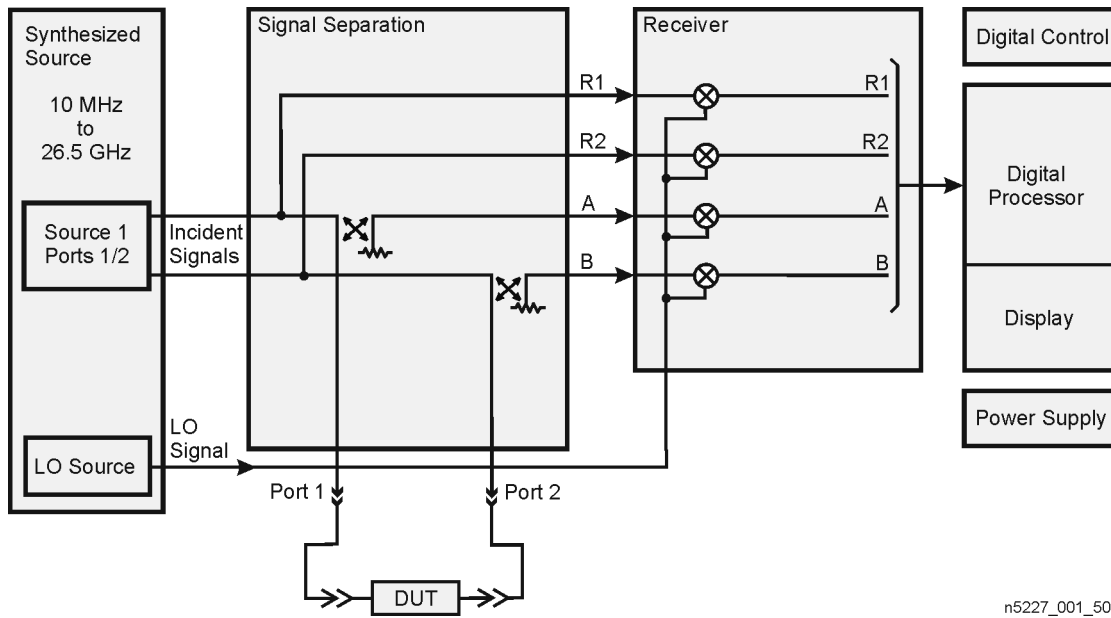 Synthesized
Source
10 MHz
to
26.5 GHz
Source 1
Ports 1/2
LO Source
Incident
Signals
LO
Signal
Signal Separation
R1
R2
A
B
Port 1
Port 2
DUT
Receiver
R1
R2
A
B
Digital Control
Digital
Processor
Display
Power Supply
n5227_001_50